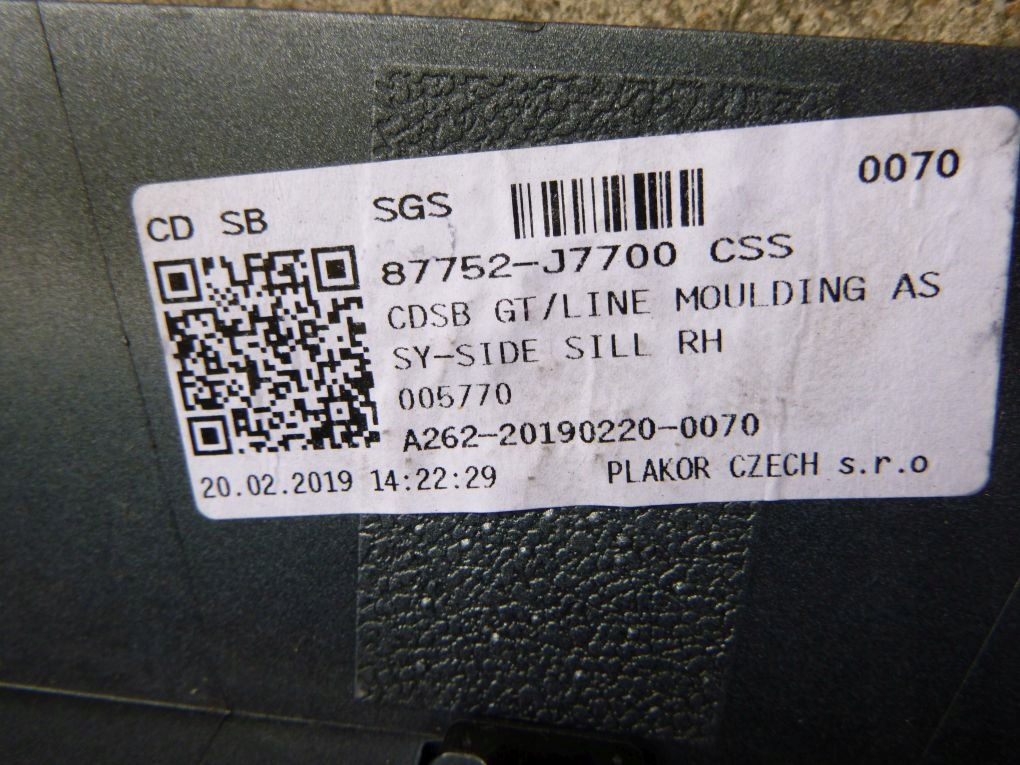 0070
CD SB SGS
87752-J7700 CSS
CDSB GT/LINE MOULDING AS
SY-SIDE SILL RH
005770
A262-20190220-0070
20.02.2019 14:22:29 PLAKOR CZECH s.r.o